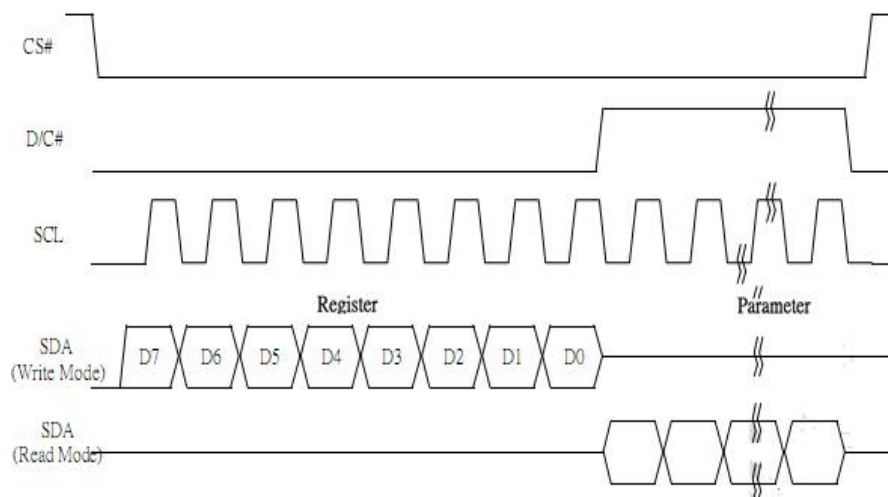 CS#
D/C#
SCL
Register
Parameter
SDA
(Write Mode)
D7 D6 D5 D4 D3 D2 D1 D0
SDA
(Read Mode)